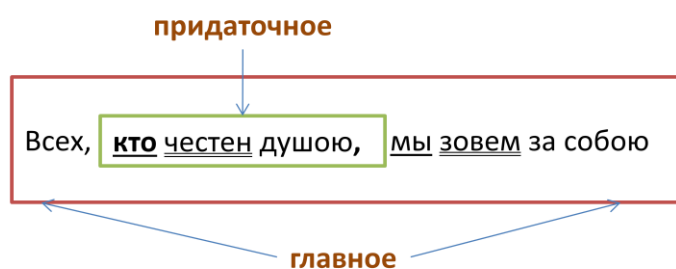 придаточное
Всех, кто честен душою, мы зовем за собою
главное